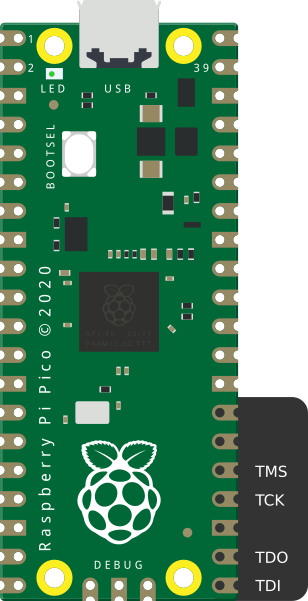 1
2
39
LED
USB
BOOTSEL
Raspberry Pi Pico ©2020
TMS
TCK
TDO
TDI
DEBUG